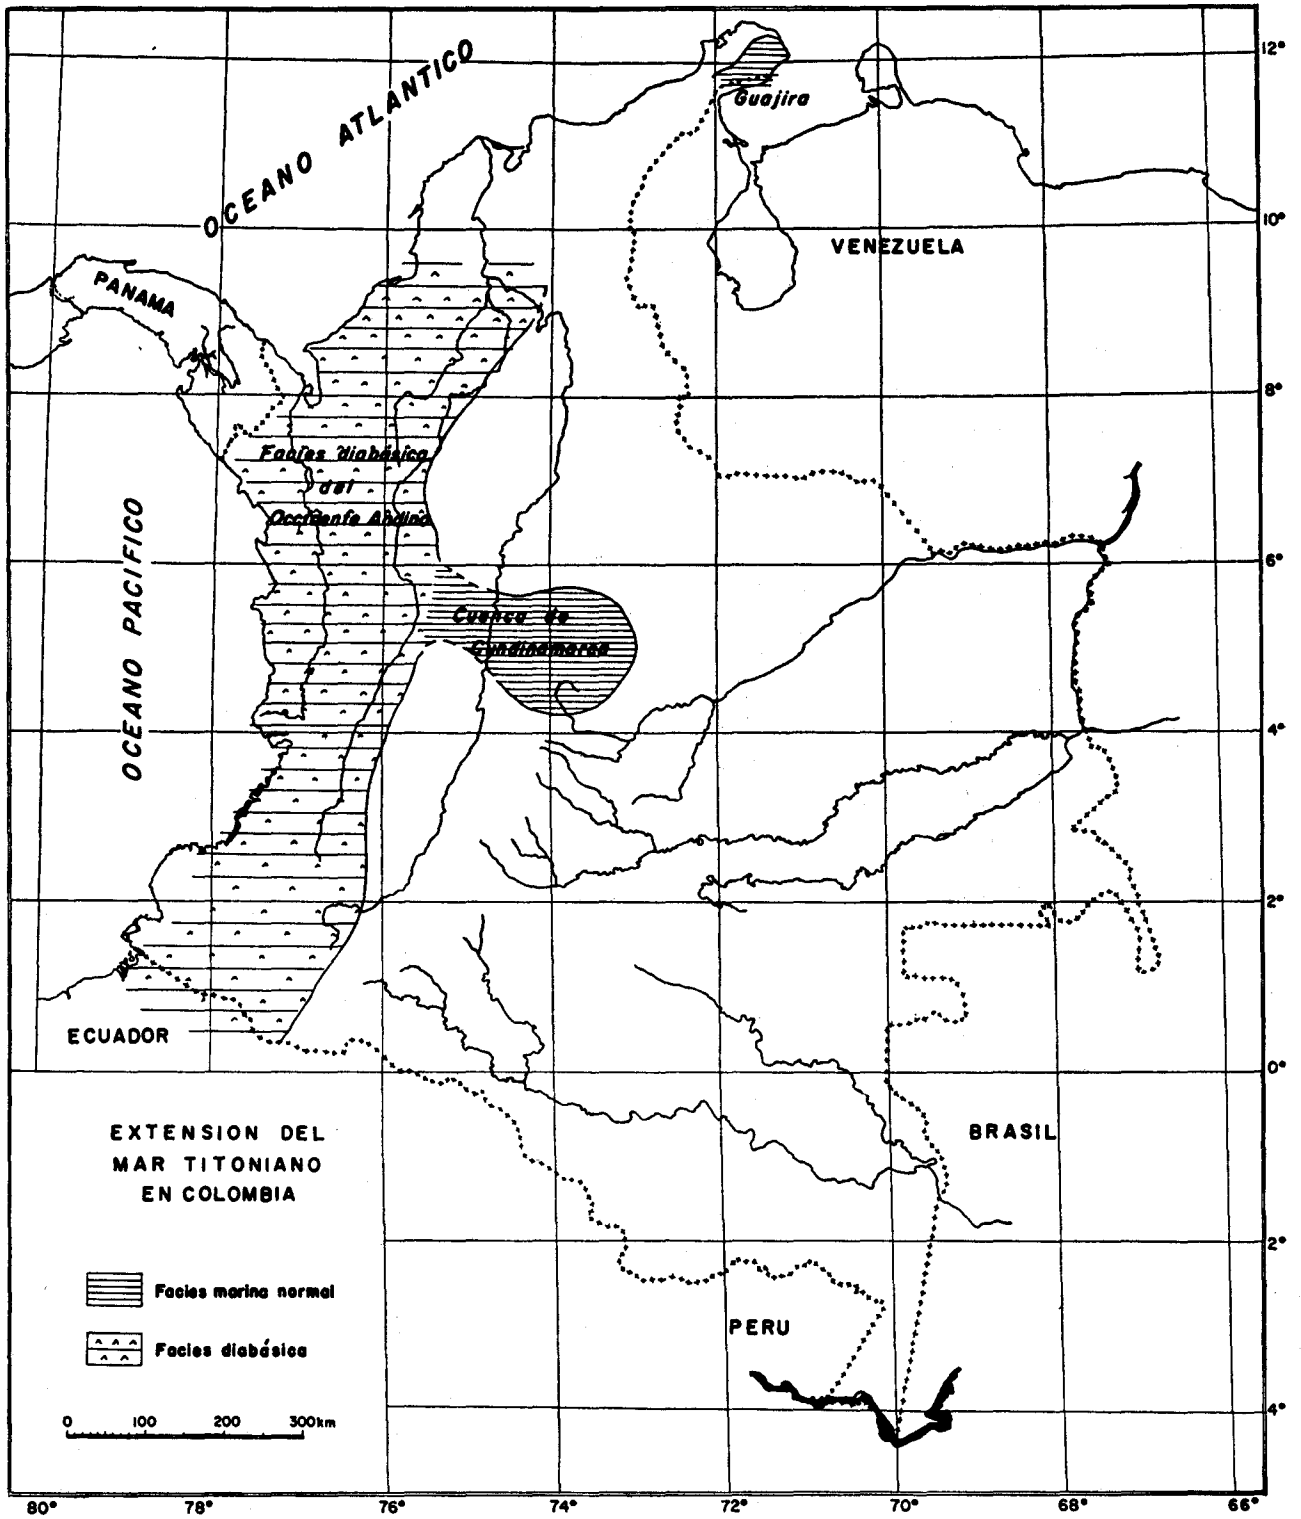 12°
OCEANO ATLANTICO
Guajira
10°
VENEZUELA
PANAMA
8°
Facies diabásica
del
Occidente Andino
OCEANO PACIFICO
6°
Cuenca de
Cundinamarca
4°
2°
ECUADOR
0°
EXTENSION DEL
MAR TITONIANO
EN COLOMBIA
BRASIL
2°
Facies marina normal
PERU
Facies diabásica
0 100 200 300km
4°
80° 78° 76° 74° 72° 70° 68° 66°